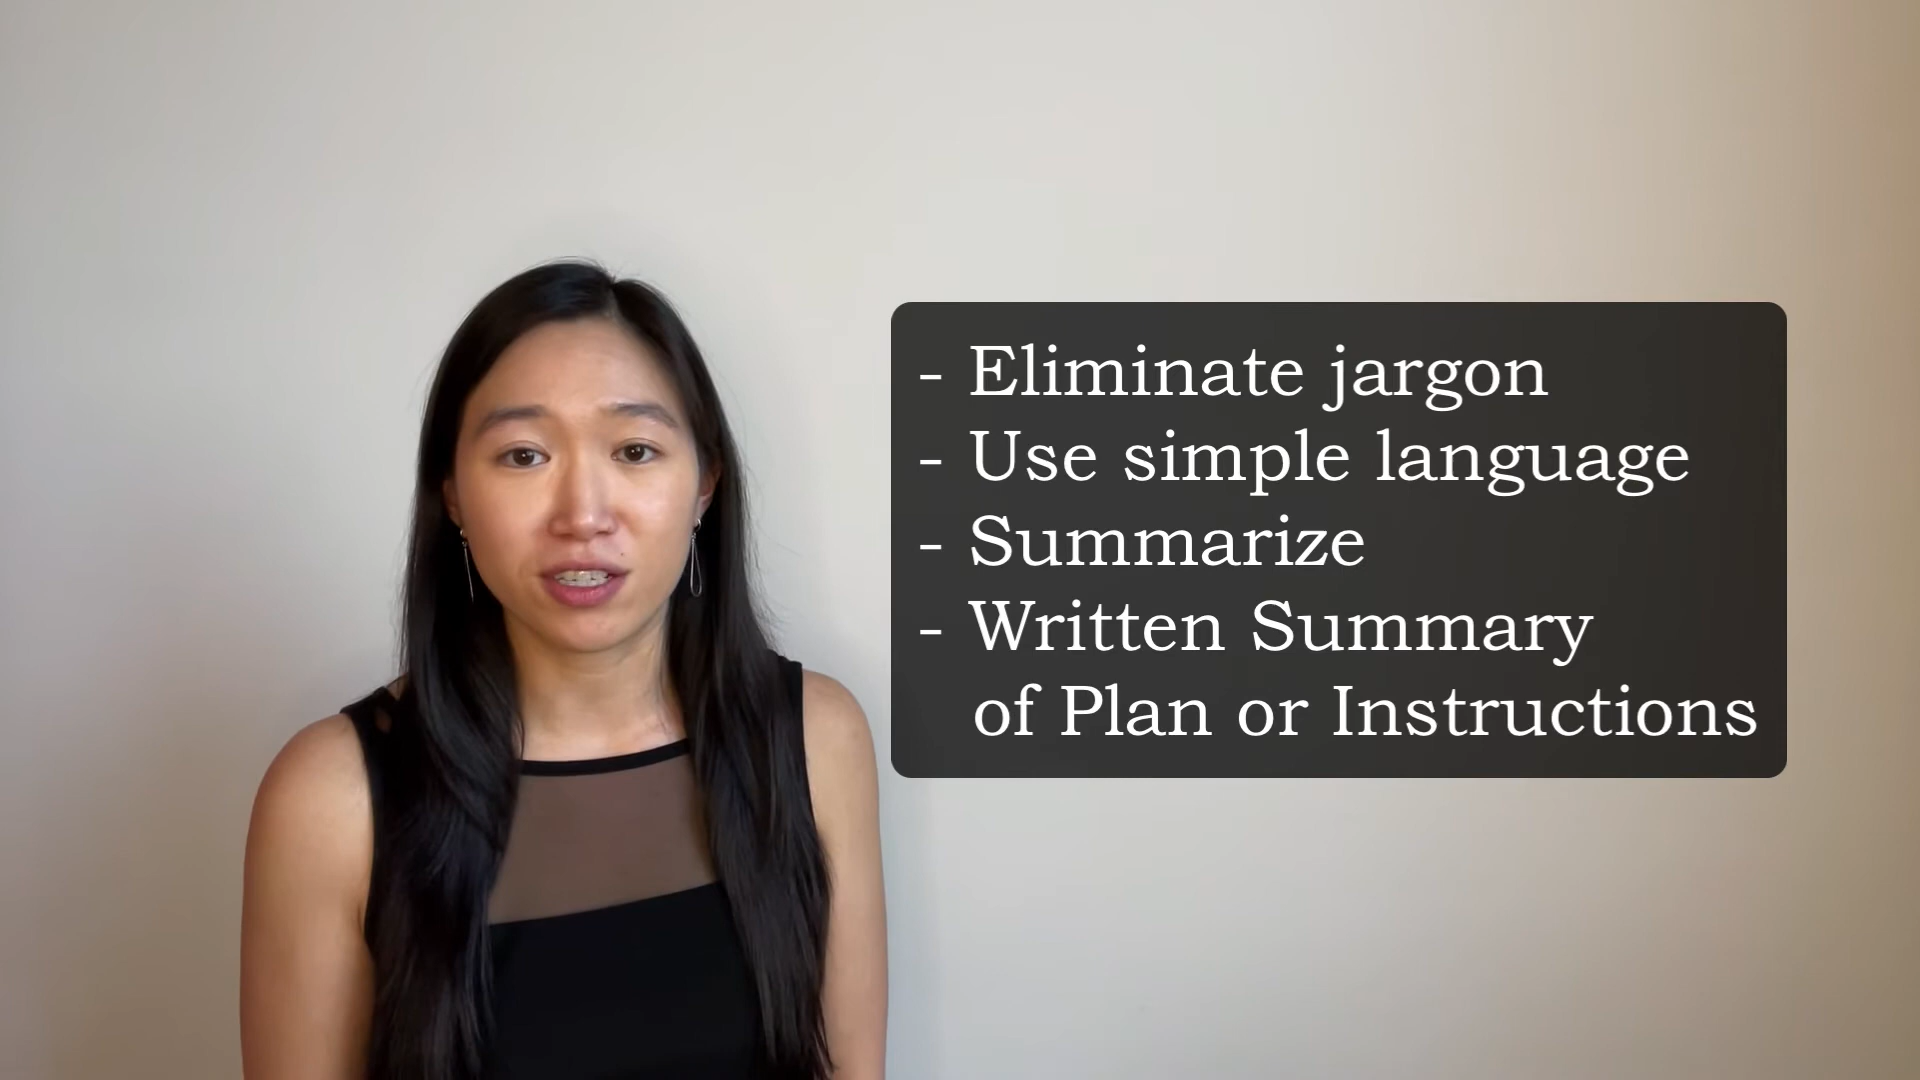 - Eliminate jargon
- Use simple language
- Summarize
- Written Summary
of Plan or Instructions